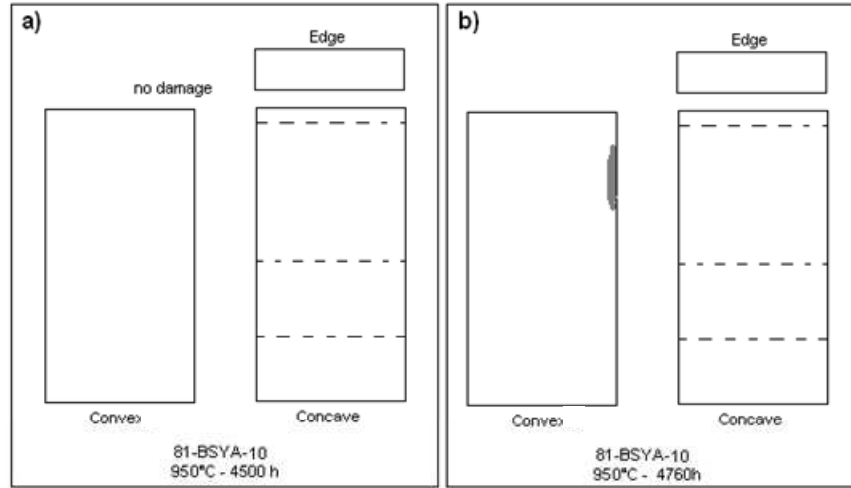 a)
Edge
no damage
Convex
Concave
81-BSYA-10
950°C - 4500 h
b)
Edge
Convex
Concave
81-BSYA-10
950°C - 4760h